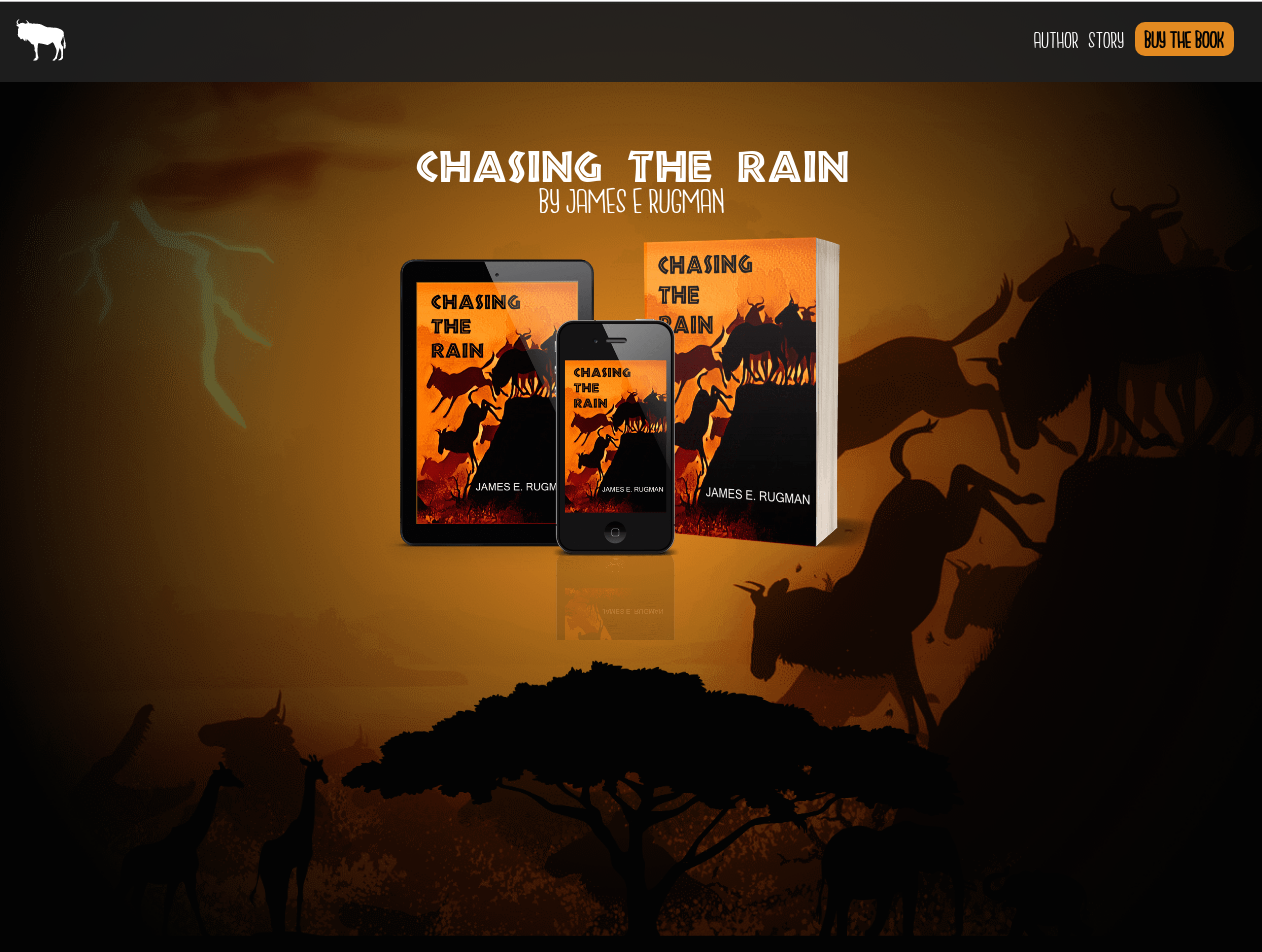 AUTHOR STORY BUY THE BOOK
CHASING THE RAIN
BY JAMES E RUGMAN
CHASING
THE
RAIN
JAMES E. RUGM
CHASING
THE
RAIN
JAMES E. RUGMAN
CHASING
THE
RAIN
JAMES E. RUGMAN